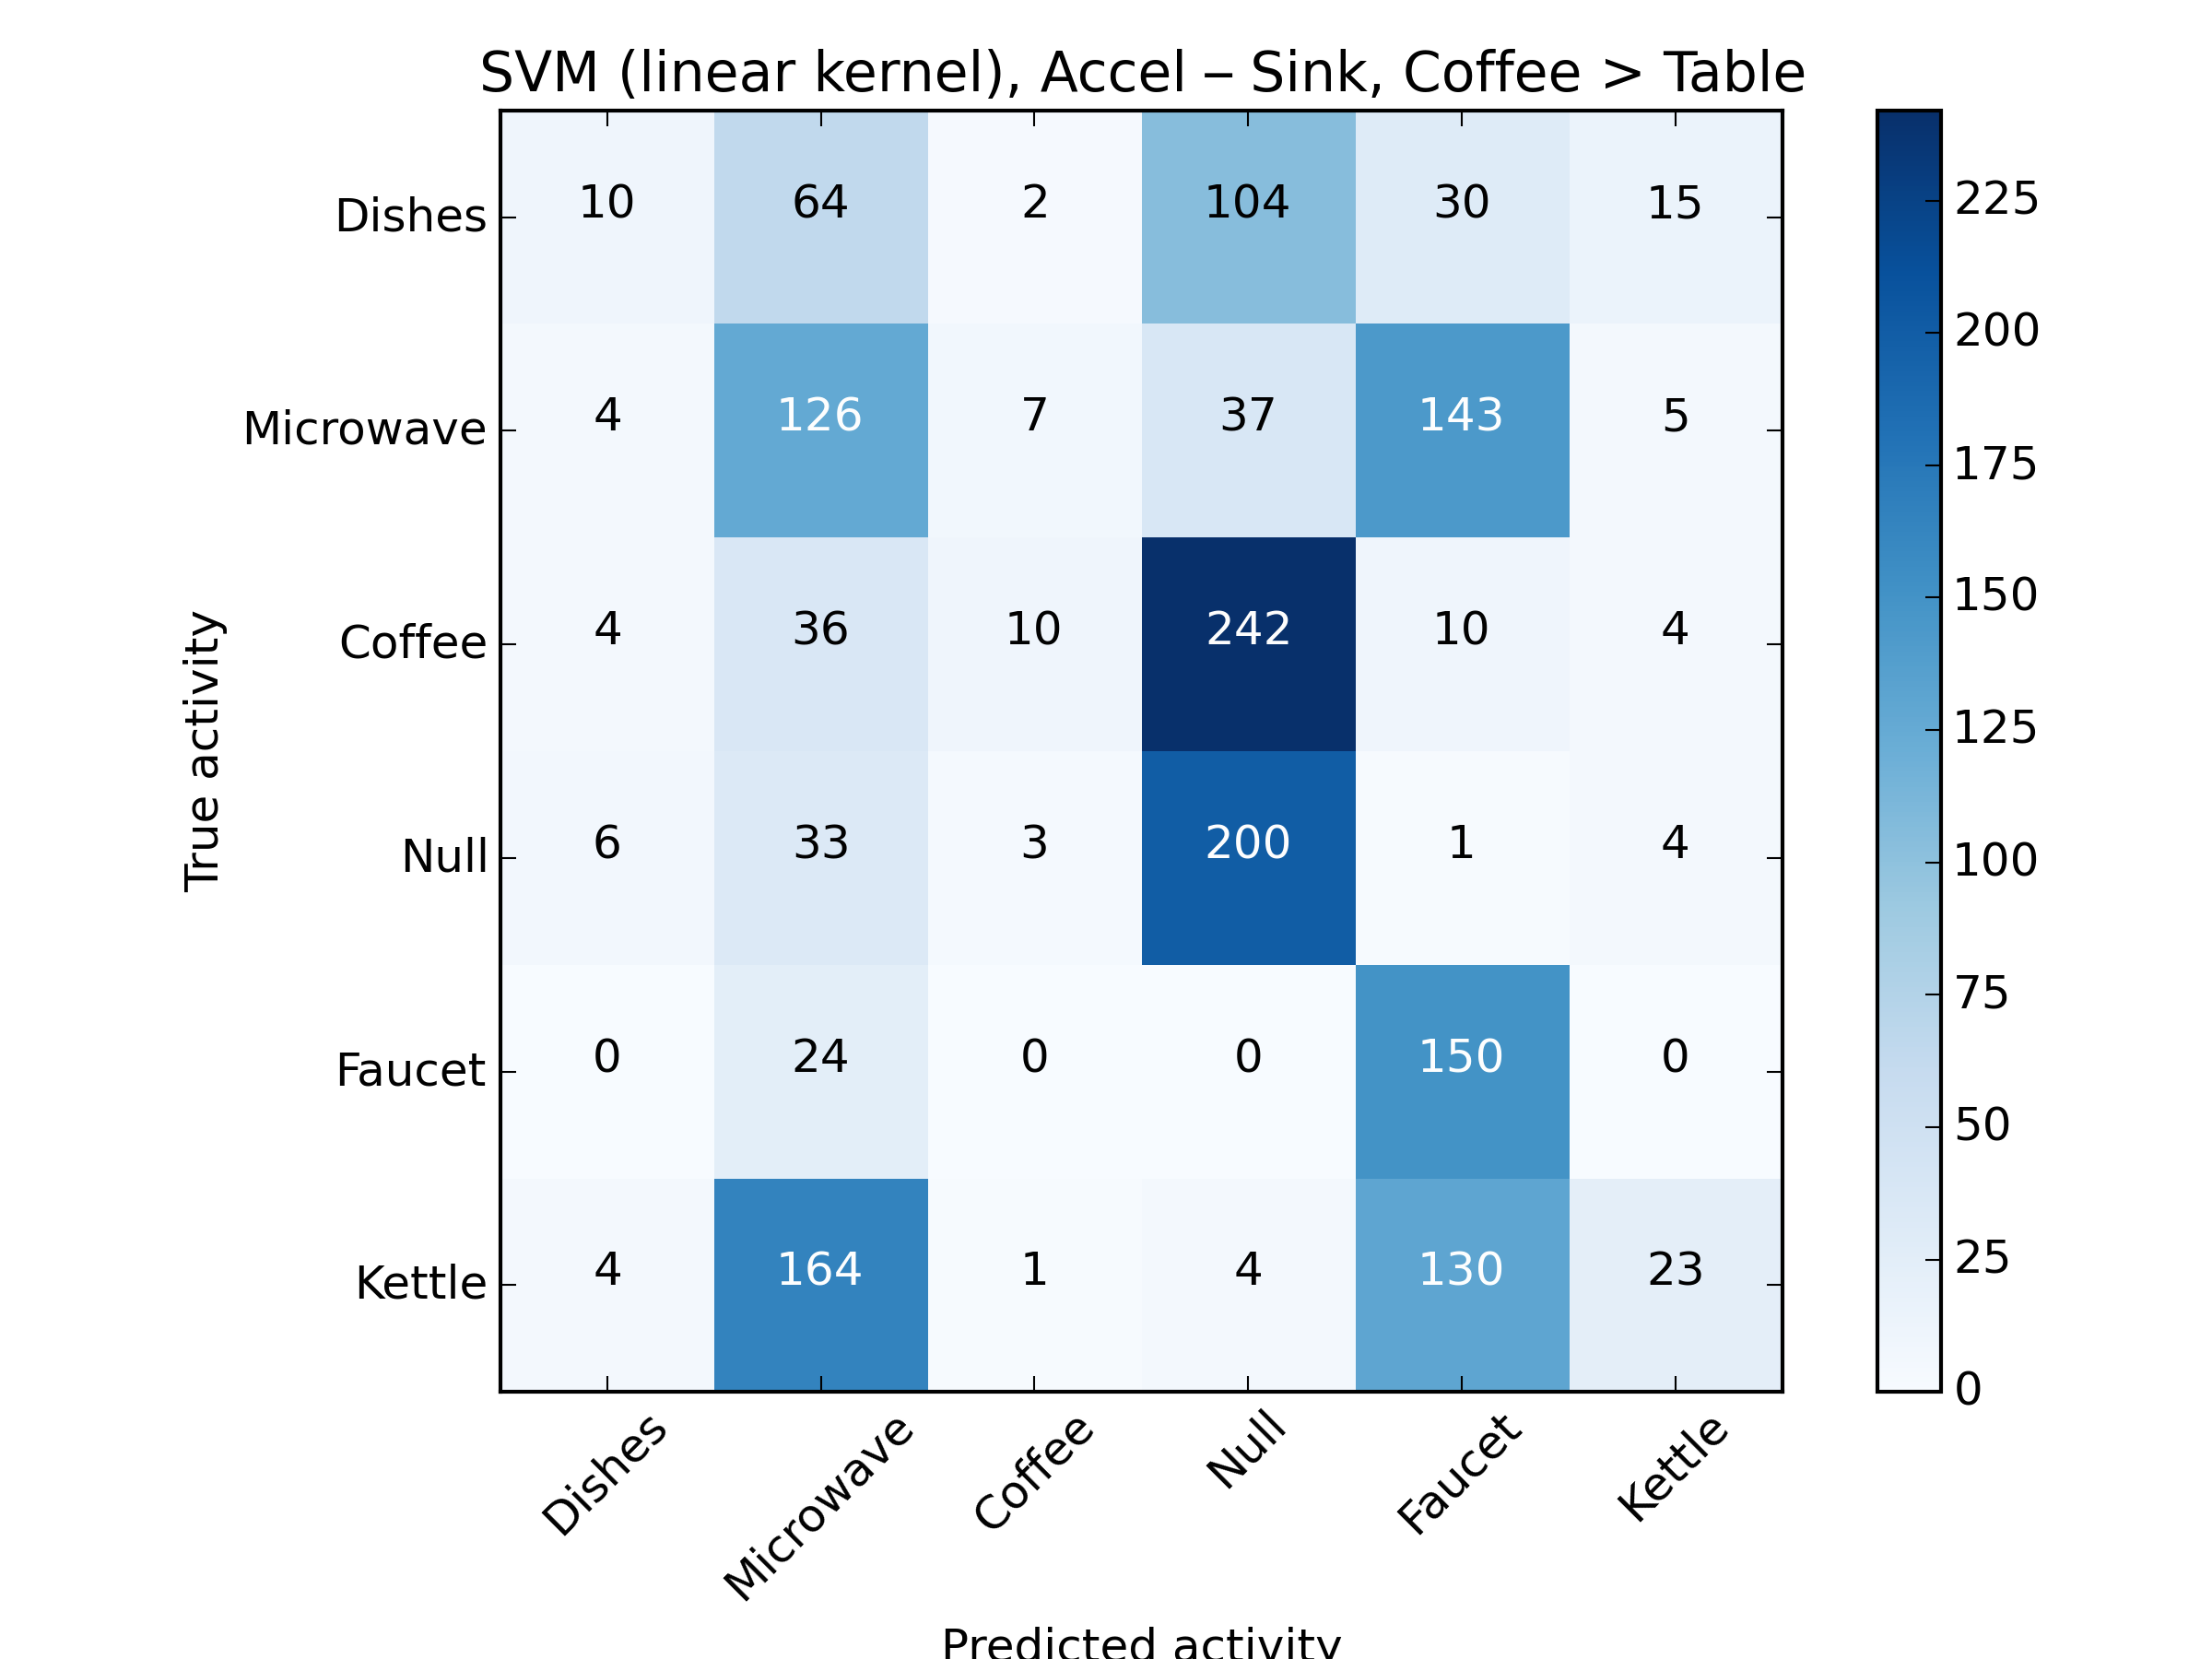 SVM (linear kernel), Accel – Sink, Coffee > Table
Dishes 10 64 2 104 30 15
Microwave 4 126 7 37 143 5
Coffee 4 36 10 242 10 4
Null 6 33 3 200 1 4
Faucet 0 24 0 0 150 0
Kettle 4 164 1 4 130 23
True activity
Dishes Microwave Coffee Null Faucet Kettle
Predicted activity
225
200
175
150
125
100
75
50
25
0